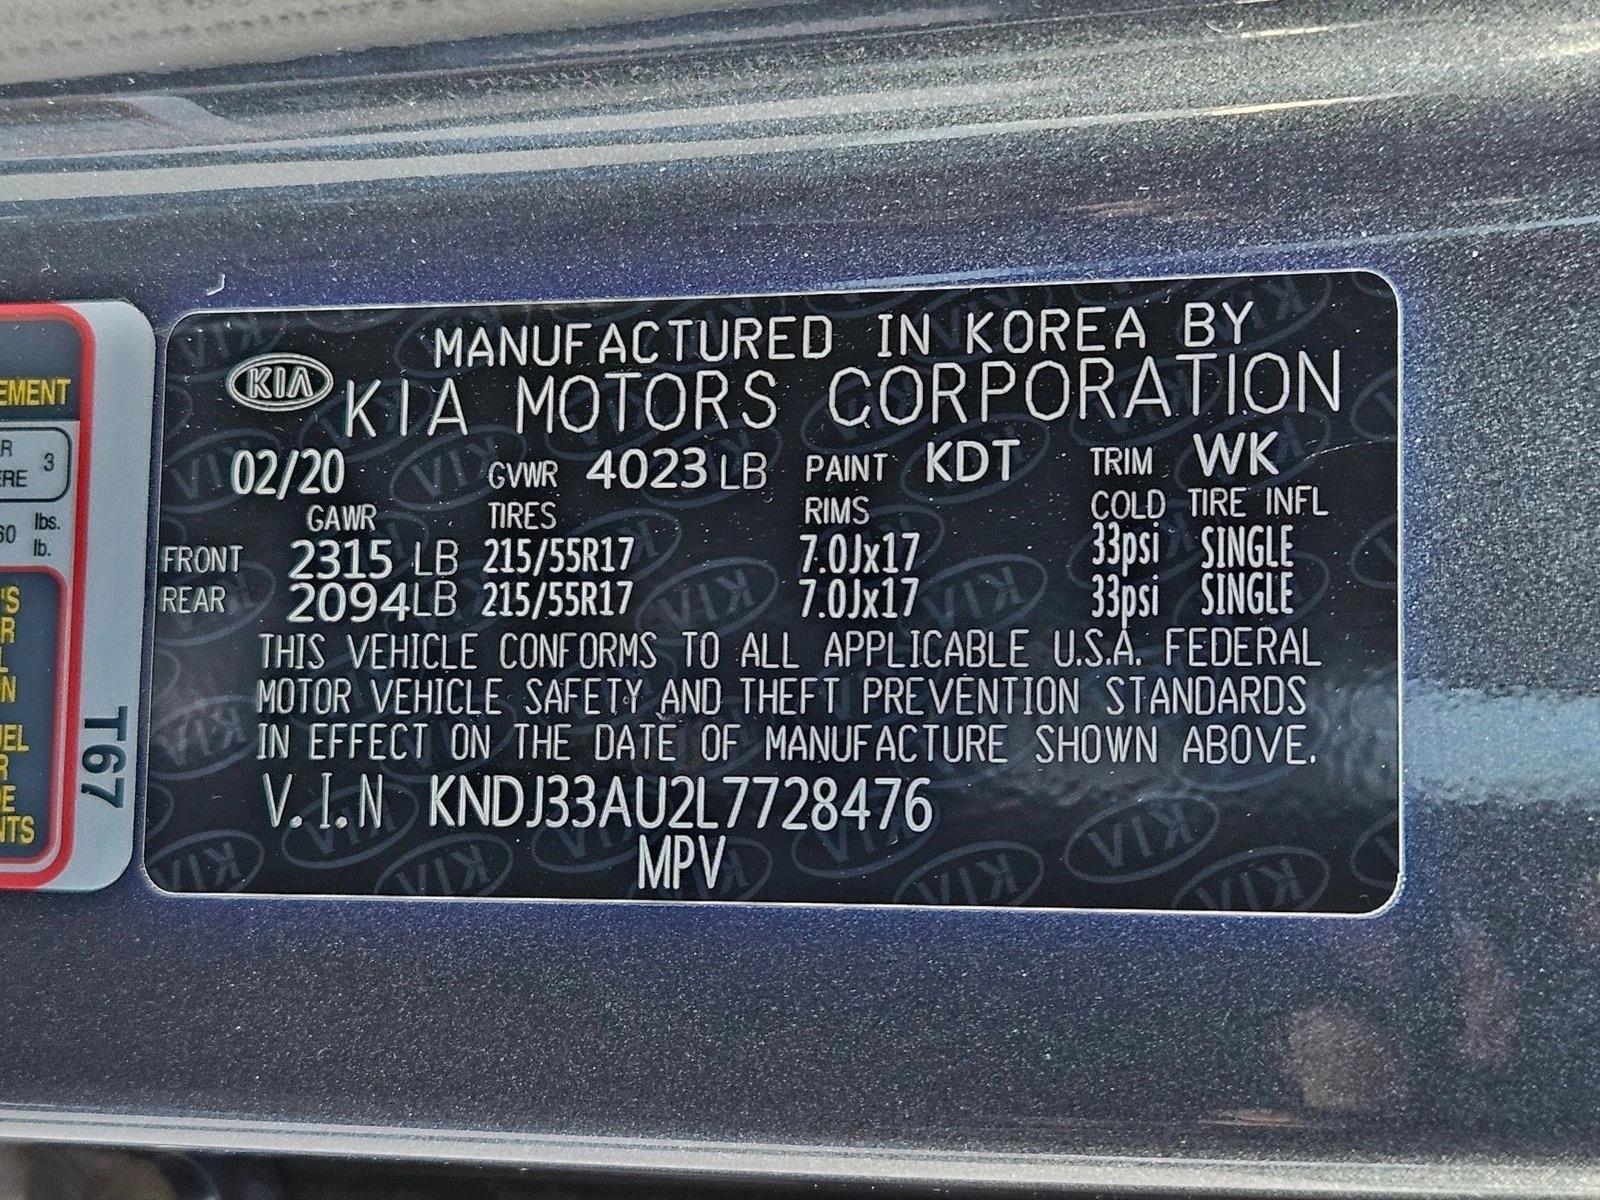 MANUFACTURED IN KOREA BY
KIA KIA MOTORS CORPORATION
02/20 GVWR 4023 LB PAINT KDT TRIM WK
GAWR TIRES RIMS COLD TIRE INFL
FRONT 2315 LB 215/55R17 7.0Jx17 33psi SINGLE
REAR 2094 LB 215/55R17 7.0Jx17 33psi SINGLE
THIS VEHICLE CONFORMS TO ALL APPLICABLE U.S.A. FEDERAL
MOTOR VEHICLE SAFETY AND THEFT PREVENTION STANDARDS
IN EFFECT ON THE DATE OF MANUFACTURE SHOWN ABOVE.
V.I.N KNDJ33AU2L7728476
MPV
3
lbs.
lb.
T67